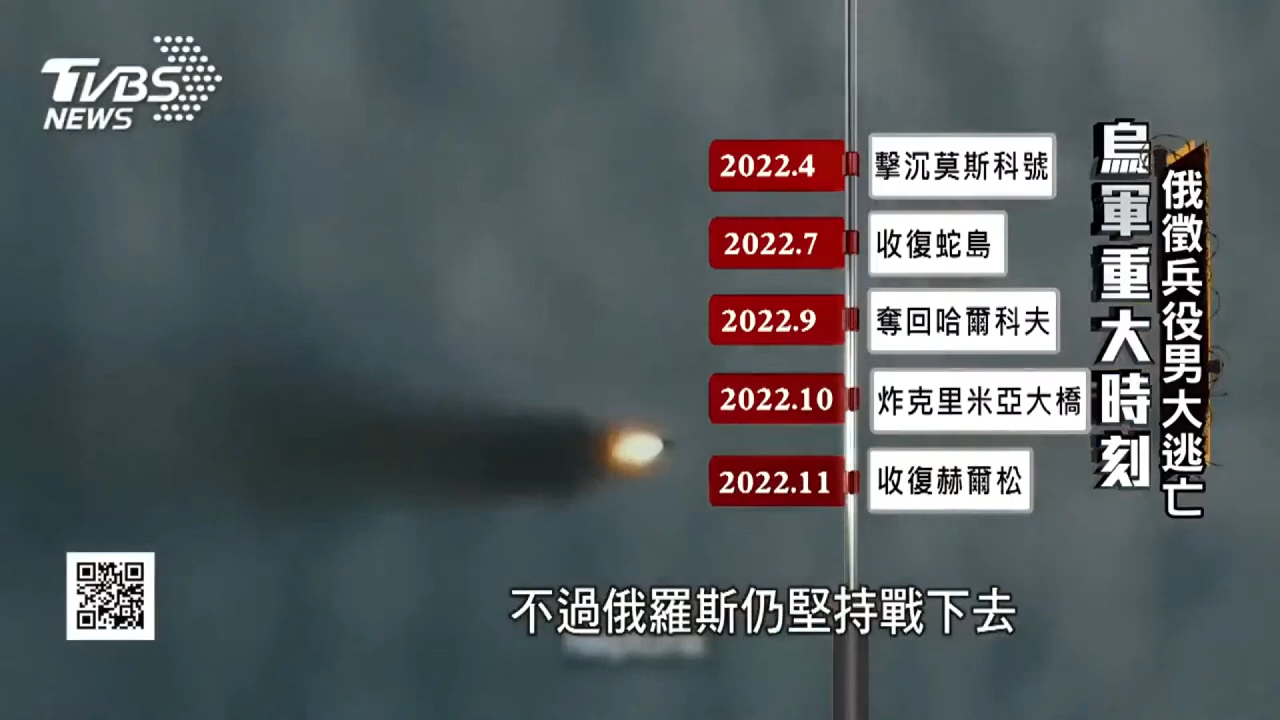 TVBS
NEWS
俄徵兵役男大逃亡
烏軍重大時刻
2022.4 擊沉莫斯科號
2022.7 收復蛇島
2022.9 奪回哈爾科夫
2022.10 炸克里米亞大橋
2022.11 收復赫爾松
不過俄羅斯仍堅持戰下去